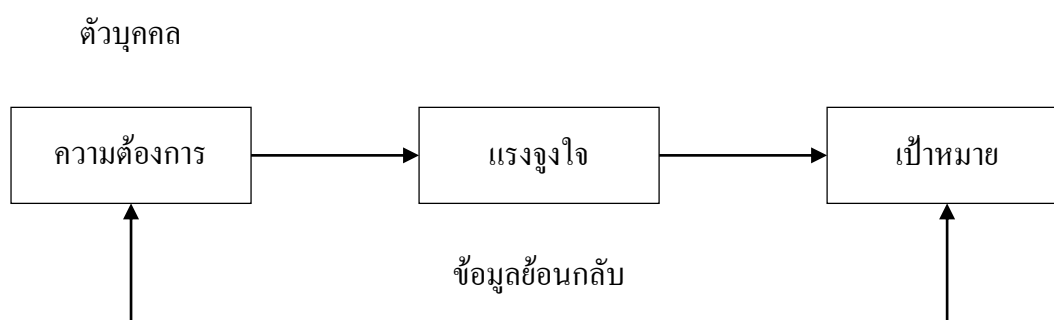 ตัวบุคคล
ความต้องการ
แรงจูงใจ
เป้าหมาย
ข้อมูลย้อนกลับ